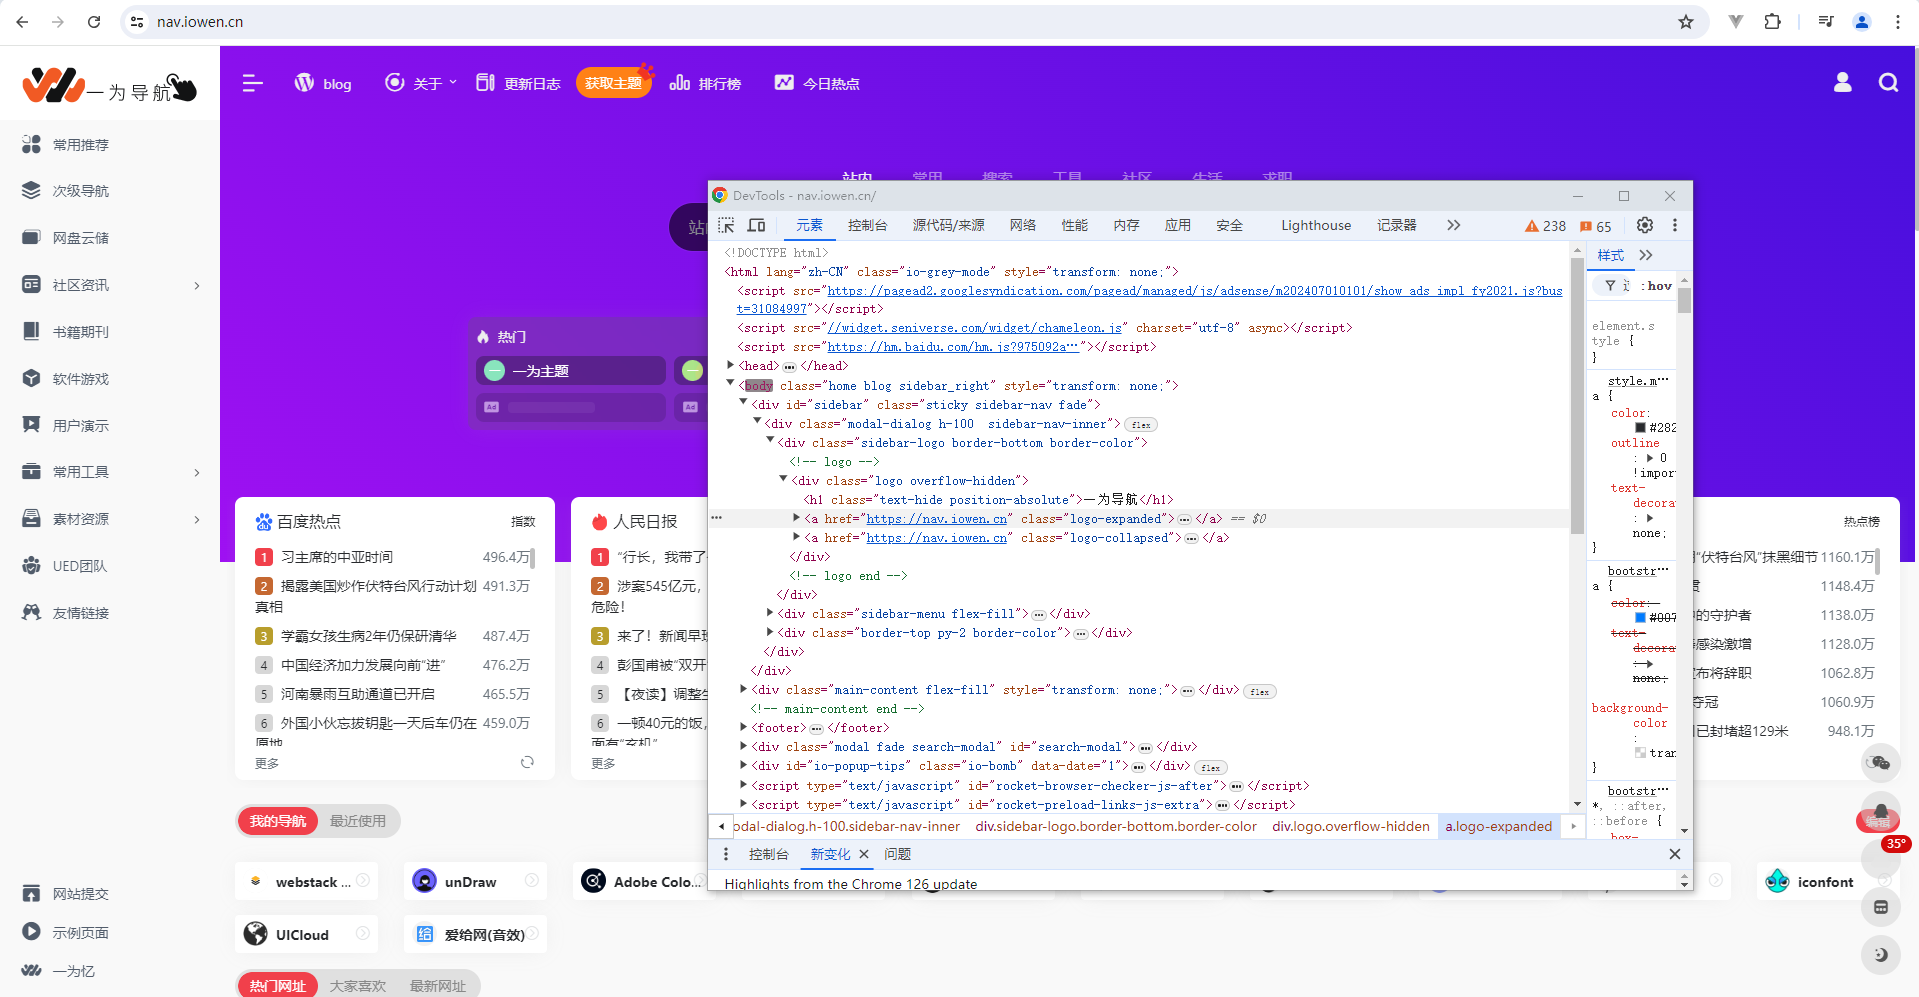 nav.iowen.cn
一为导航
blog
关于
更新日志
获取主题
排行榜
今日热点
常用推荐
次级导航
网盘云储
社区资讯
书籍期刊
软件游戏
用户演示
常用工具
素材资源
UED团队
友情链接
网站提交
示例页面
一为忆
站内 常用 搜索 工具 社区 生活 求职
热门
一为主题
Ad
Ad
百度热点 指数
1 习主席的中亚时间 496.4万
2 揭露美国炒作伏特台风行动计划真相 491.3万
3 学霸女孩生病2年仍保研清华 487.4万
4 中国经济加力发展向前“进” 476.2万
5 河南暴雨互助通道已开启 465.5万
6 外国小伙忘拔钥匙一天后车仍在原地 459.0万
更多
人民日报
1 “行长，我带了
2 涉案545亿元，
危险！
3 来了！新闻早班
4 彭国甫被“双开
5 【夜读】调整生
6 一顿40元的饭，
面有“玄机”
更多
热点榜
“伏特台风”抹黑细节 1160.1万
1148.4万
的守护者 1138.0万
感染激增 1128.0万
布将辞职 1062.8万
夺冠 1060.9万
已封堵超129米 948.1万
DevTools - nav.iowen.cn/
元素 控制台 源代码/来源 网络 性能 内存 应用 安全 Lighthouse 记录器 238 65
<!DOCTYPE html>
<html lang="zh-CN" class="io-grey-mode" style="transform: none;">
<script src="https://pagead2.googlesyndication.com/pagead/managed/js/adsense/m202407010101/show_ads_impl_fy2021.js?bus
t=31084997"></script>
<script src="//widget.seniverse.com/widget/chameleon.js" charset="utf-8" async></script>
<script src="https://hm.baidu.com/hm.js?975092a…"></script>
<head> … </head>
<body class="home blog sidebar_right" style="transform: none;">
<div id="sidebar" class="sticky sidebar-nav fade">
<div class="modal-dialog h-100  sidebar-nav-inner"> flex
<div class="sidebar-logo border-bottom border-color">
<!-- logo -->
<div class="logo overflow-hidden">
<h1 class="text-hide position-absolute">一为导航</h1>
<a href="https://nav.iowen.cn" class="logo-expanded"> … </a> == $0
<a href="https://nav.iowen.cn" class="logo-collapsed"> … </a>
</div>
<!-- logo end -->
</div>
<div class="sidebar-menu flex-fill"> … </div>
<div class="border-top py-2 border-color"> … </div>
</div>
</div>
<div class="main-content flex-fill" style="transform: none;"> … </div> flex
<!-- main-content end -->
<footer> … </footer>
<div class="modal fade search-modal" id="search-modal"> … </div>
<div id="io-popup-tips" class="io-bomb" data-date="1"> … </div> flex
<script type="text/javascript" id="rocket-browser-checker-js-after"> … </script>
<script type="text/javascript" id="rocket-preload-links-js-extra"> … </script>
odal-dialog.h-100.sidebar-nav-inner div.sidebar-logo.border-bottom.border-color div.logo.overflow-hidden a.logo-expanded
控制台 新变化 问题
Highlights from the Chrome 126 update
样式
:hov
element.s
tyle {
}
style.m…
a {
color:
#282
outline
: 0
!impor
text-
decorat
:
none;
}
bootstr…
a {
color:
#007
text-
decorat
:
none;
background-
color
:
tran
}
bootstr…
*, ::after,
::before {
box-
我的导航 最近使用
webstack ...
unDraw
Adobe Colo...
iconfont
UICloud
爱给网(音效)
热门网址 大家喜欢 最新网址
编辑
35°